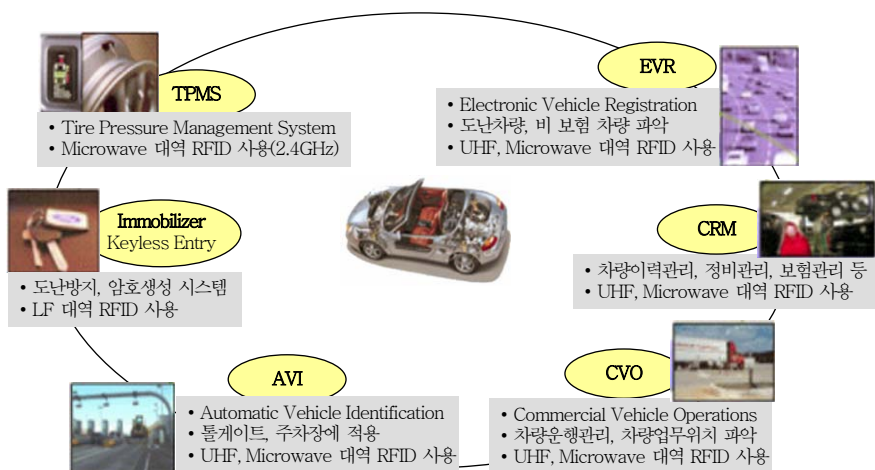 TPMS
• Tire Pressure Management System
• Microwave 대역 RFID 사용(2.4GHz)
EVR
• Electronic Vehicle Registration
• 도난차량, 비 보험 차량 파악
• UHF, Microwave 대역 RFID 사용
Immobilizer
Keyless Entry
• 도난방지, 암호생성 시스템
• LF 대역 RFID 사용
CRM
• 차량이력관리, 정비관리, 보험관리 등
• UHF, Microwave 대역 RFID 사용
AVI
• Automatic Vehicle Identification
• 톨게이트, 주차장에 적용
• UHF, Microwave 대역 RFID 사용
CVO
• Commercial Vehicle Operations
• 차량운행관리, 차량업무위치 파악
• UHF, Microwave 대역 RFID 사용